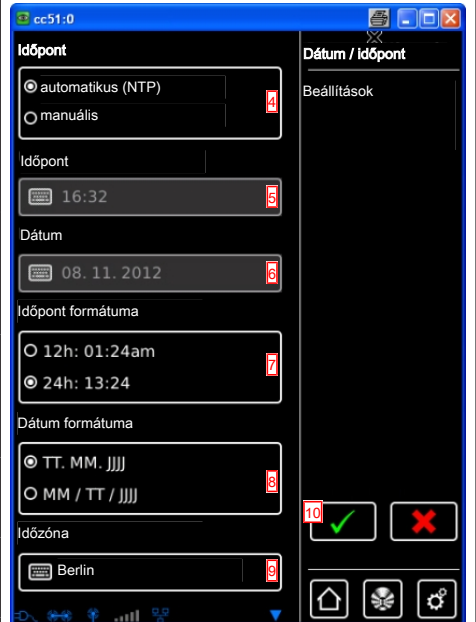 cc51:0
Időpont
automatikus (NTP)
manuális
4
Időpont
16:32
5
Dátum
08. 11. 2012
6
Időpont formátuma
12h: 01:24am
24h: 13:24
7
Dátum formátuma
TT. MM. JJJJ
MM / TT / JJJJ
8
Időzóna
Berlin
9
Dátum / időpont
Beállítások
10